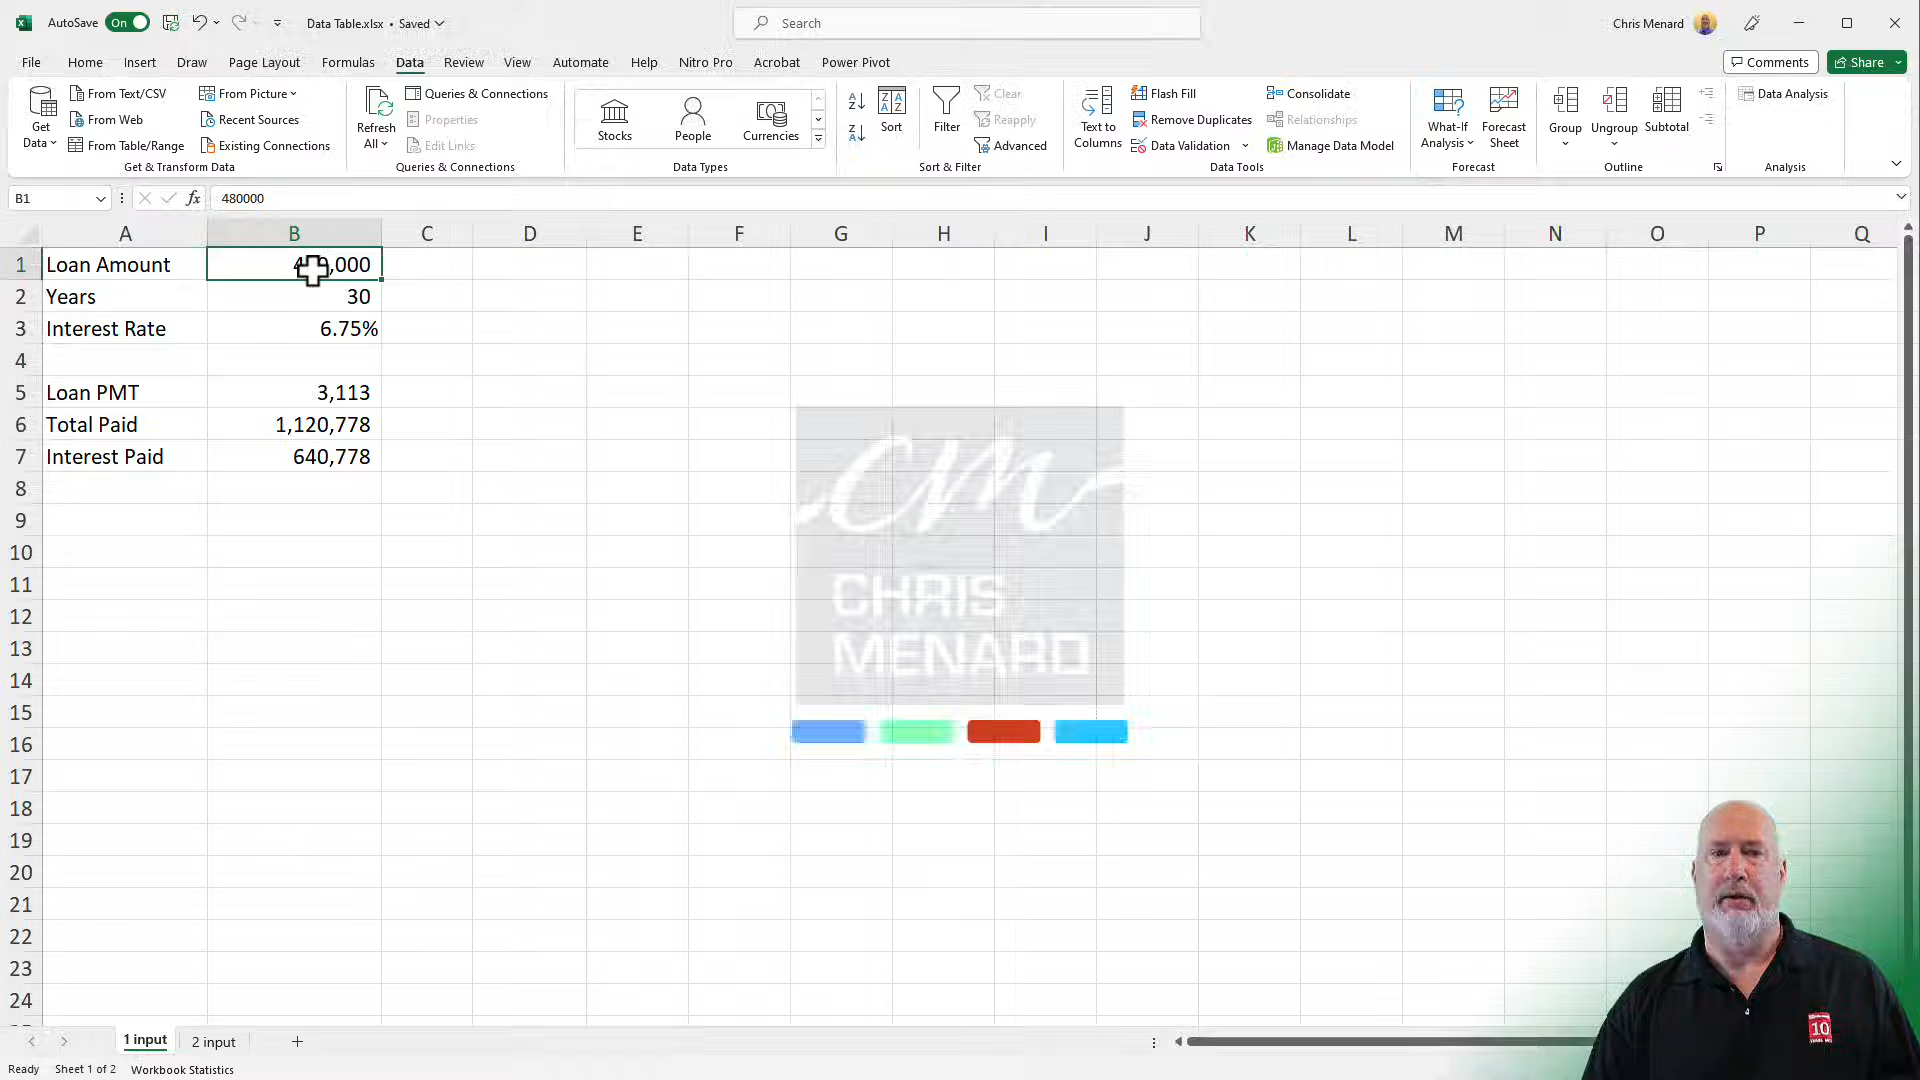 AutoSave On Data Table.xlsx • Saved Search Chris Menard
File Home Insert Draw Page Layout Formulas Data Review View Automate Help Nitro Pro Acrobat Power Pivot Comments Share
Get Data
From Text/CSV
From Web
From Table/Range
From Picture
Recent Sources
Existing Connections
Get & Transform Data
Refresh All
Queries & Connections
Properties
Edit Links
Queries & Connections
Stocks People Currencies
Data Types
Sort
Filter
Clear
Reapply
Advanced
Sort & Filter
Text to Columns
Flash Fill
Remove Duplicates
Data Validation
Consolidate
Relationships
Manage Data Model
Data Tools
What-If Analysis
Forecast Sheet
Forecast
Group
Ungroup
Subtotal
Outline
Data Analysis
Analysis
B1 fx 480000
A B C D E F G H I J K L M N O P Q
1 Loan Amount
2 Years 30
3 Interest Rate 6.75%
4
5 Loan PMT 3,113
6 Total Paid 1,120,778
7 Interest Paid 640,778
8
9
10
11
12
13
14
15
16
17
18
19
20
21
22
23
24
CM
CHRIS
MENARD
10
1 input 2 input
Ready Sheet 1 of 2 Workbook Statistics